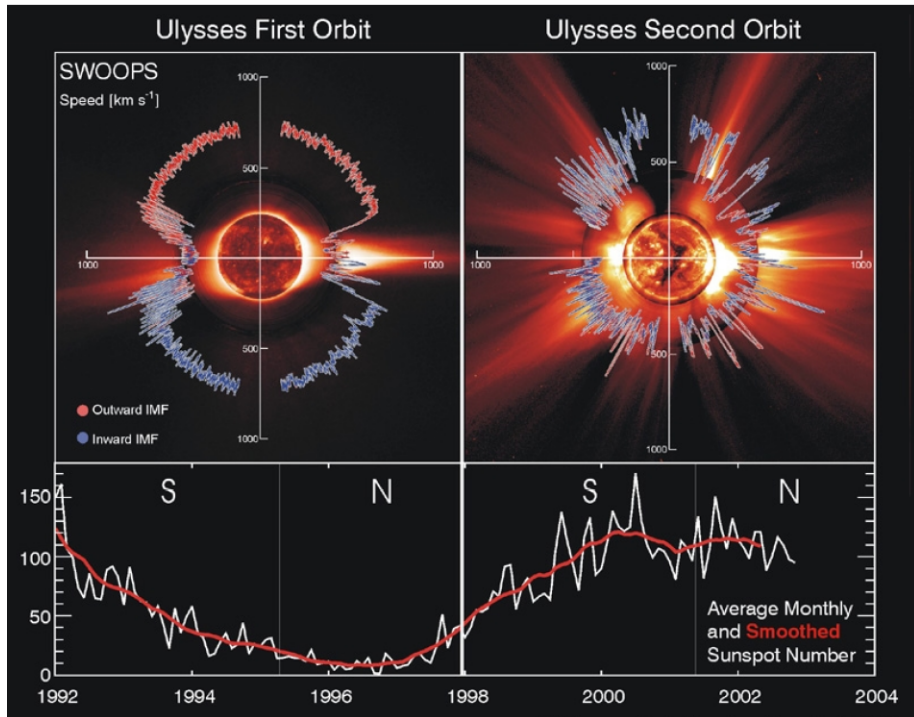 Ulysses First Orbit
Ulysses Second Orbit
SWOOPS
Speed [km s⁻¹]
1000
500
1000
1000
500
1000
Outward IMF
Inward IMF
1000
500
1000
1000
500
1000
S
N
S
N
150
100
50
0
Average Monthly
and Smoothed
Sunspot Number
1992
1994
1996
1998
2000
2002
2004